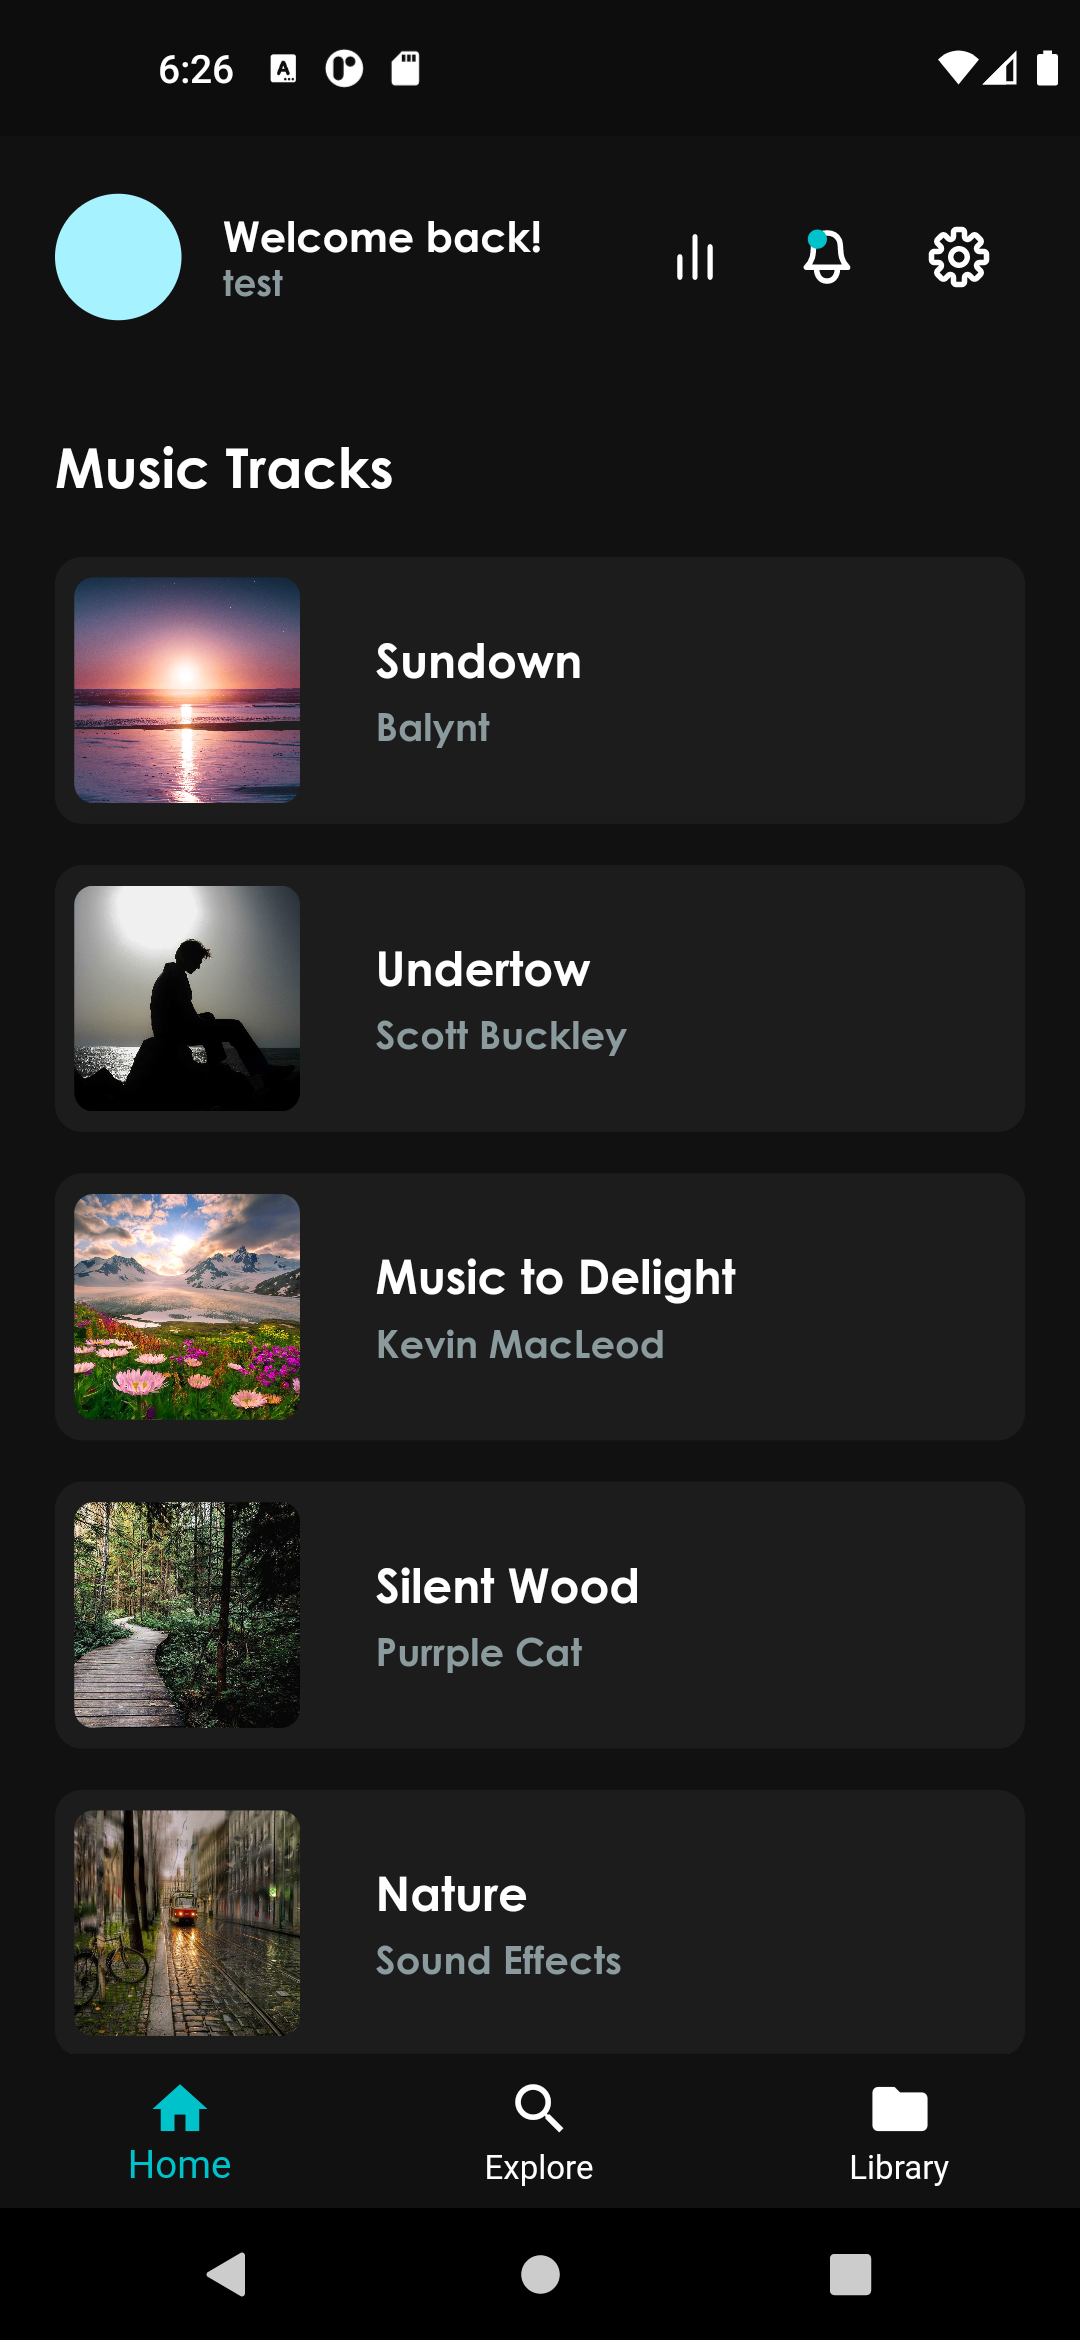 6:26
Welcome back!
test
Music Tracks
Sundown
Balynt
Undertow
Scott Buckley
Music to Delight
Kevin MacLeod
Silent Wood
Purrple Cat
Nature
Sound Effects
Home
Explore
Library